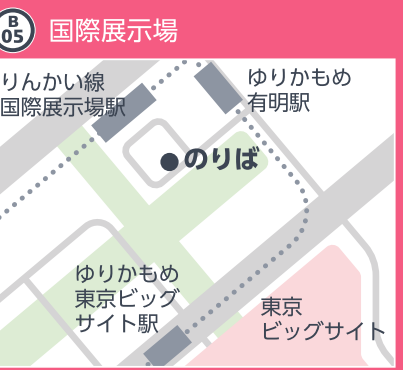 B
05
国際展示場
りんかい線
国際展示場駅
ゆりかもめ
有明駅
のりば
ゆりかもめ
東京ビッグ
サイト駅
東京
ビッグサイト